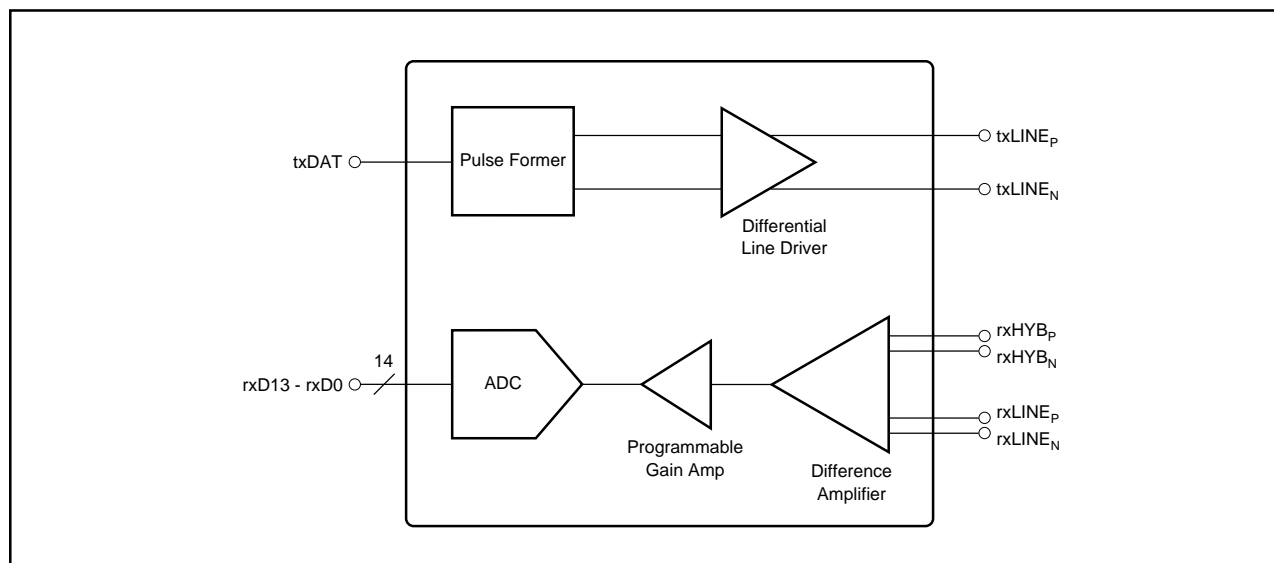 txDAT
Pulse Former
txLINEP
txLINEN
Differential
Line Driver
14
rxD13 - rxD0
ADC
Programmable
Gain Amp
Difference
Amplifier
rxHYBP
rxHYBN
rxLINEP
rxLINEN